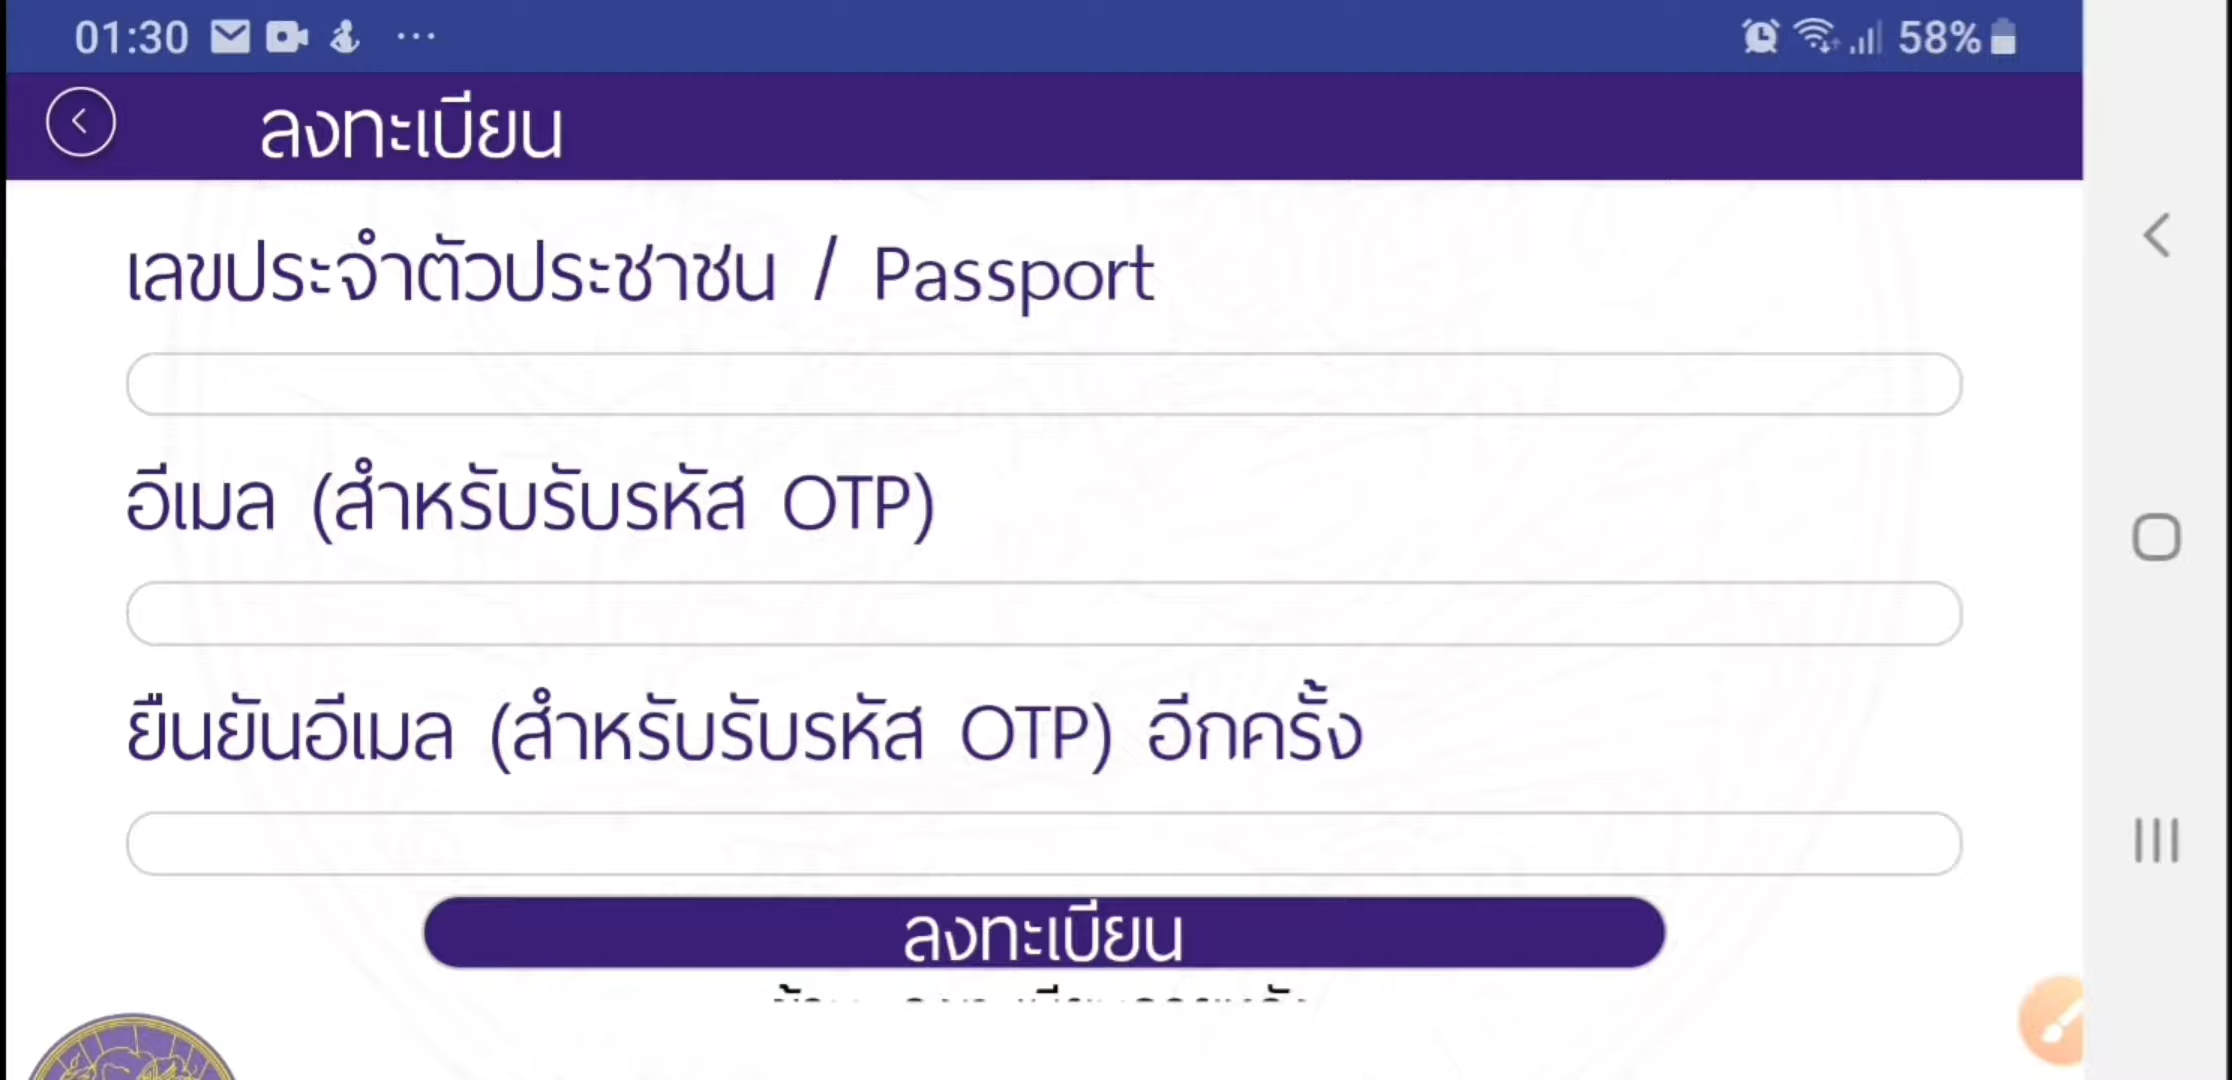 01:30
58%
ลงทะเบียน
เลขประจำตัวประชาชน / Passport
อีเมล (สำหรับรับรหัส OTP)
ยืนยันอีเมล (สำหรับรับรหัส OTP) อีกครั้ง
ลงทะเบียน